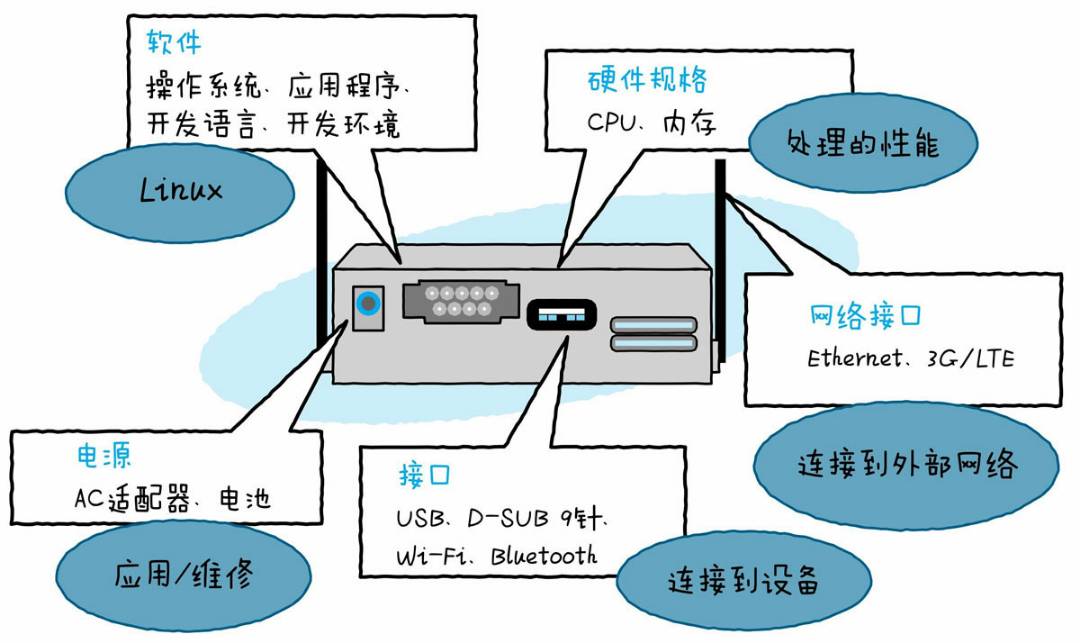 软件
操作系统、应用程序、
开发语言、开发环境
Linux
硬件规格
CPU、内存
处理的性能
网络接口
Ethernet、3G/LTE
连接到外部网络
电源
AC适配器、电池
应用/维修
接口
USB、D-SUB 9针、
Wi-Fi、Bluetooth
连接到设备